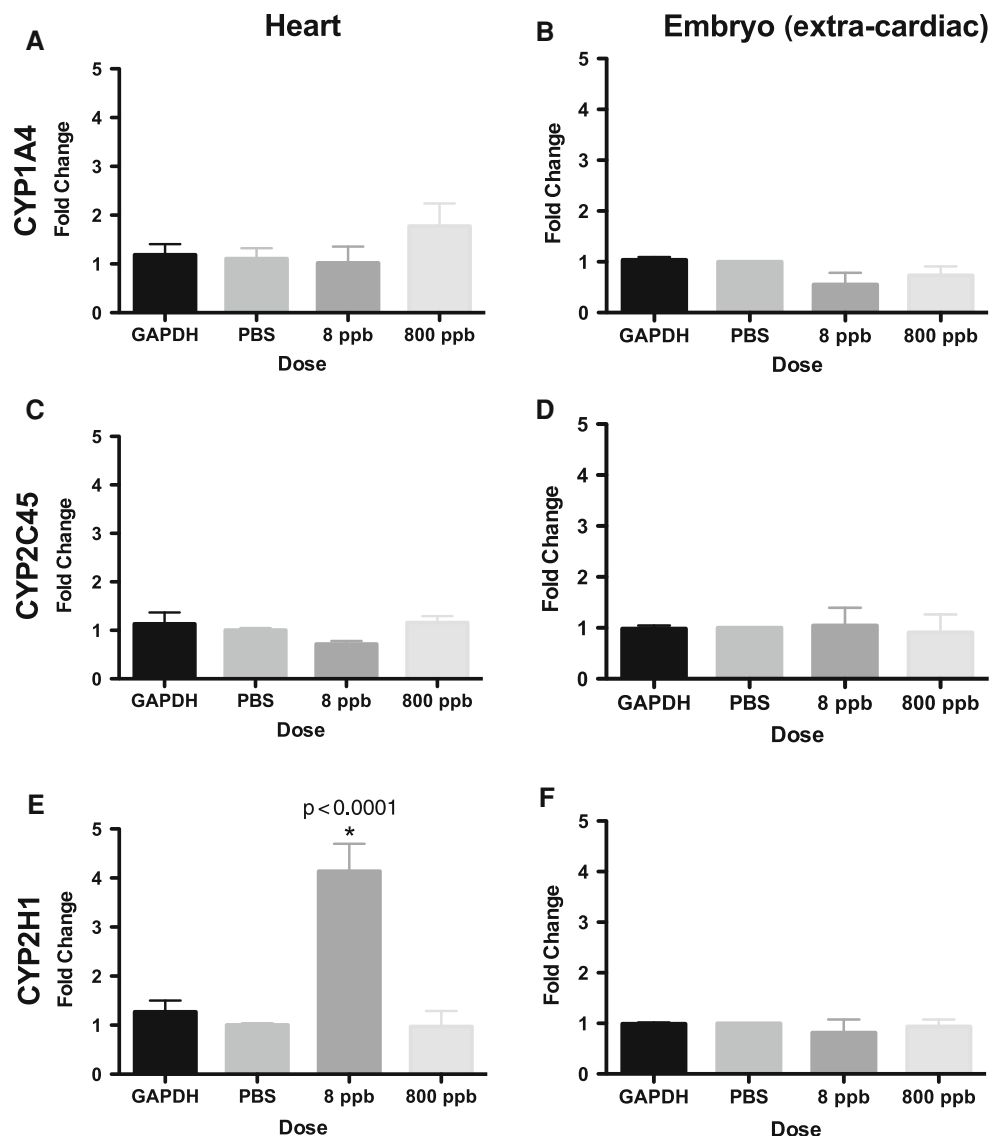 Heart
Embryo (extra-cardiac)
A
CYP1A4
Fold Change
5
4
3
2
1
0
GAPDH PBS 8 ppb 800 ppb
Dose
B
Fold Change
5
4
3
2
1
0
GAPDH PBS 8 ppb 800 ppb
Dose
C
CYP2C45
Fold Change
5
4
3
2
1
0
GAPDH PBS 8 ppb 800 ppb
Dose
D
Fold Change
5
4
3
2
1
0
GAPDH PBS 8 ppb 800 ppb
Dose
E
CYP2H1
Fold Change
p<0.0001
*
5
4
3
2
1
0
GAPDH PBS 8 ppb 800 ppb
Dose
F
Fold Change
5
4
3
2
1
0
GAPDH PBS 8 ppb 800 ppb
Dose